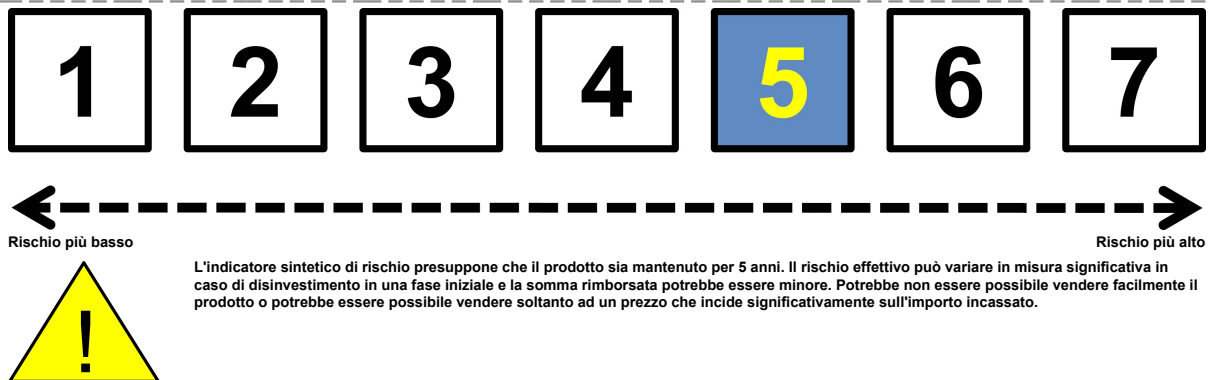 1 2 3 4 5 6 7
Rischio più basso Rischio più alto
L'indicatore sintetico di rischio presuppone che il prodotto sia mantenuto per 5 anni. Il rischio effettivo può variare in misura significativa in
caso di disinvestimento in una fase iniziale e la somma rimborsata potrebbe essere minore. Potrebbe non essere possibile vendere facilmente il
prodotto o potrebbe essere possibile vendere soltanto ad un prezzo che incide significativamente sull'importo incassato.
!